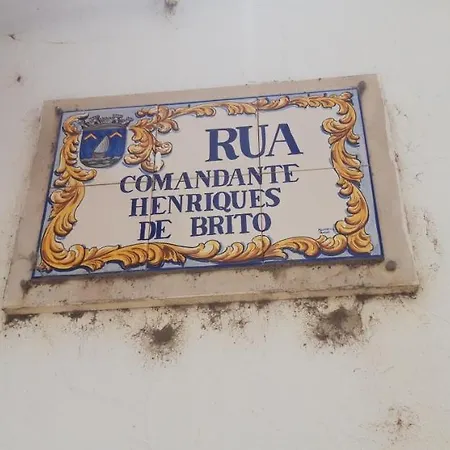 RUA
COMANDANTE
HENRIQUES
DE BRITO